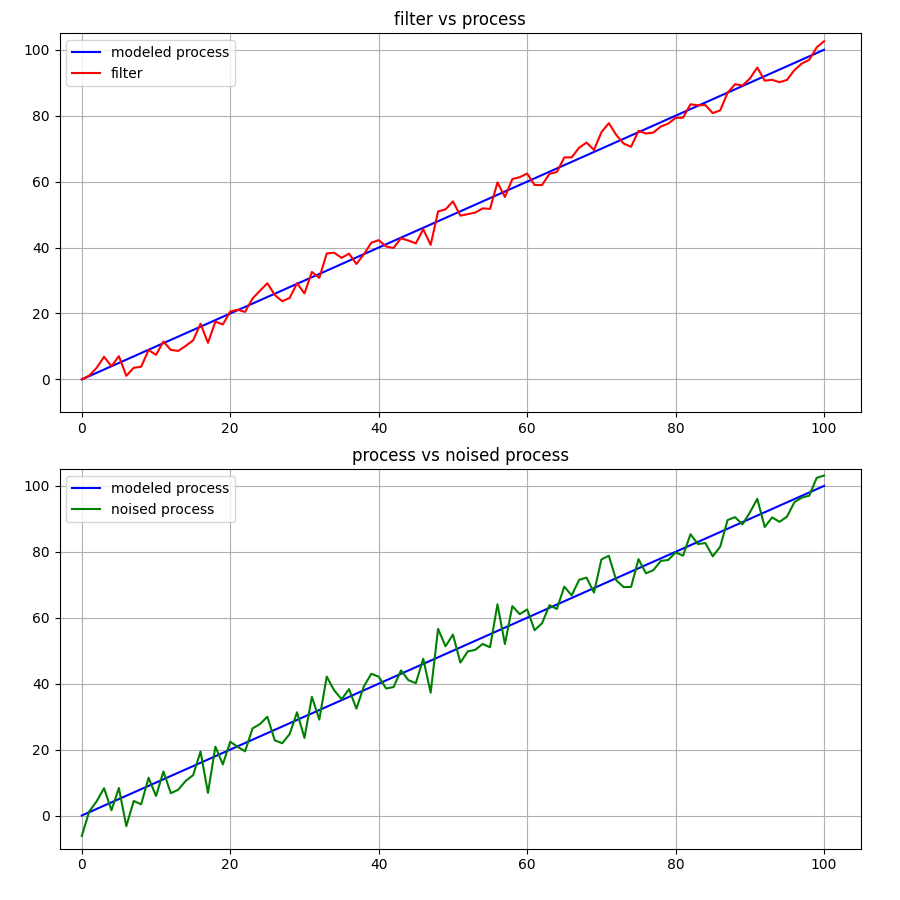 filter vs process
modeled process
filter
100
80
60
40
20
0
0 20 40 60 80 100
process vs noised process
modeled process
noised process
100
80
60
40
20
0
0 20 40 60 80 100